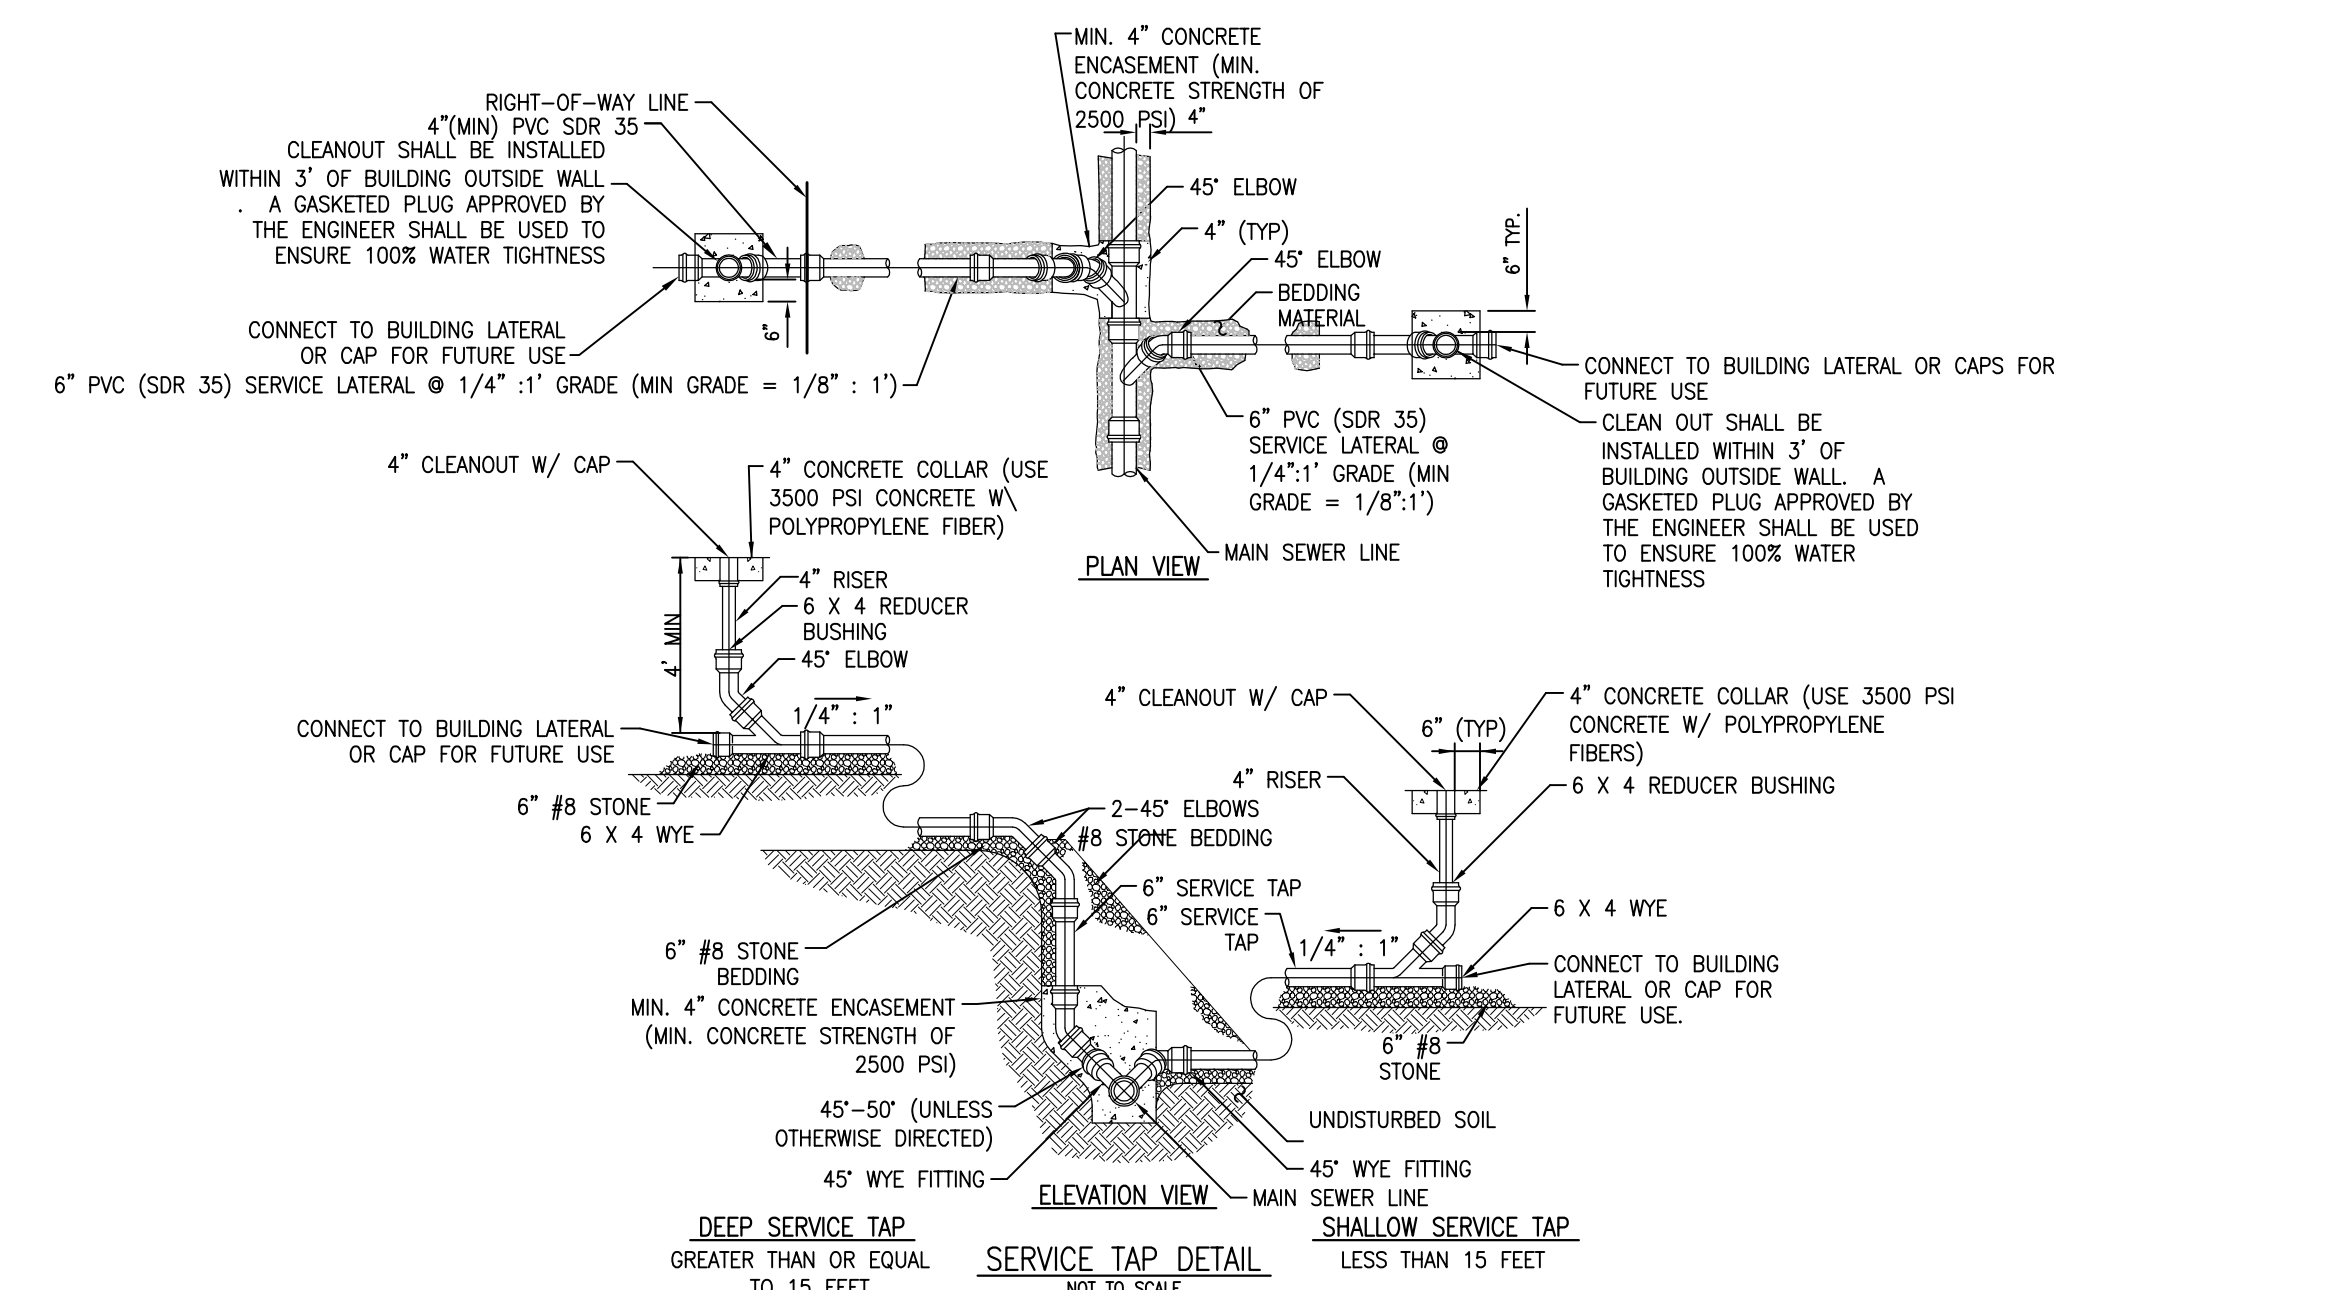 MIN. 4" CONCRETE
ENCASEMENT (MIN.
CONCRETE STRENGTH OF
2500 PSI) 4"
RIGHT-OF-WAY LINE
4"(MIN) PVC SDR 35
CLEANOUT SHALL BE INSTALLED
WITHIN 3' OF BUILDING OUTSIDE WALL
. A GASKETED PLUG APPROVED BY
THE ENGINEER SHALL BE USED TO
ENSURE 100% WATER TIGHTNESS
45° ELBOW
4" (TYP)
45° ELBOW
BEDDING
MATERIAL
6" TYP.
6"
CONNECT TO BUILDING LATERAL
OR CAP FOR FUTURE USE
6" PVC (SDR 35) SERVICE LATERAL @ 1/4" :1' GRADE (MIN GRADE = 1/8" : 1')
CONNECT TO BUILDING LATERAL OR CAPS FOR
FUTURE USE
6" PVC (SDR 35)
SERVICE LATERAL @
1/4":1' GRADE (MIN
GRADE = 1/8":1')
CLEAN OUT SHALL BE
INSTALLED WITHIN 3' OF
BUILDING OUTSIDE WALL. A
GASKETED PLUG APPROVED BY
THE ENGINEER SHALL BE USED
TO ENSURE 100% WATER
TIGHTNESS
MAIN SEWER LINE
PLAN VIEW
4" CLEANOUT W/ CAP
4" CONCRETE COLLAR (USE
3500 PSI CONCRETE W\
POLYPROPYLENE FIBER)
4" RISER
6 X 4 REDUCER
BUSHING
45° ELBOW
4' MIN
1/4" : 1"
CONNECT TO BUILDING LATERAL
OR CAP FOR FUTURE USE
6" #8 STONE
6 X 4 WYE
4" CLEANOUT W/ CAP
4" CONCRETE COLLAR (USE 3500 PSI
CONCRETE W/ POLYPROPYLENE
FIBERS)
6" (TYP)
4" RISER
6 X 4 REDUCER BUSHING
2-45° ELBOWS
#8 STONE BEDDING
6" SERVICE TAP
6" SERVICE
TAP
1/4" : 1"
6 X 4 WYE
6" #8 STONE
BEDDING
CONNECT TO BUILDING
LATERAL OR CAP FOR
FUTURE USE.
MIN. 4" CONCRETE ENCASEMENT
(MIN. CONCRETE STRENGTH OF
2500 PSI)
6" #8
STONE
45°-50° (UNLESS
OTHERWISE DIRECTED)
UNDISTURBED SOIL
45° WYE FITTING
45° WYE FITTING
MAIN SEWER LINE
ELEVATION VIEW
DEEP SERVICE TAP
GREATER THAN OR EQUAL
TO 15 FEET
SERVICE TAP DETAIL
NOT TO SCALE
SHALLOW SERVICE TAP
LESS THAN 15 FEET